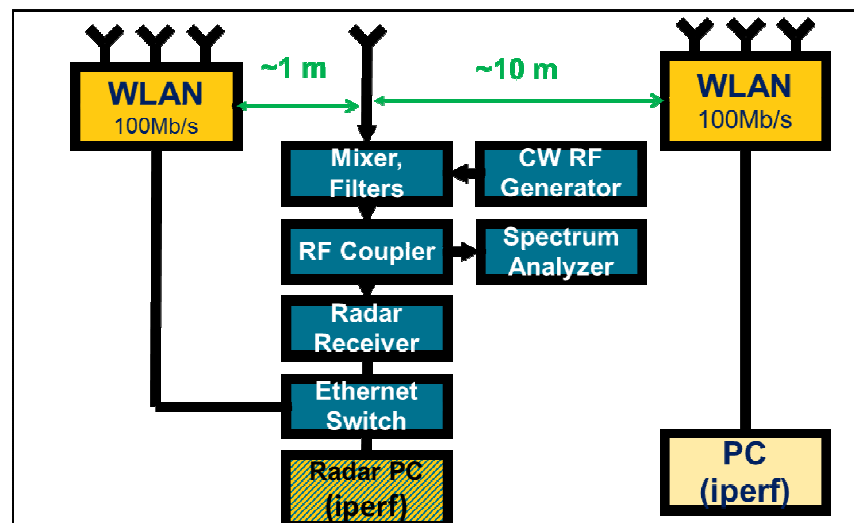 ~1 m
~10 m
WLAN
100Mb/s
WLAN
100Mb/s
Mixer,
Filters
CW RF
Generator
RF Coupler
Spectrum
Analyzer
Radar
Receiver
Ethernet
Switch
Radar PC
(iperf)
PC
(iperf)